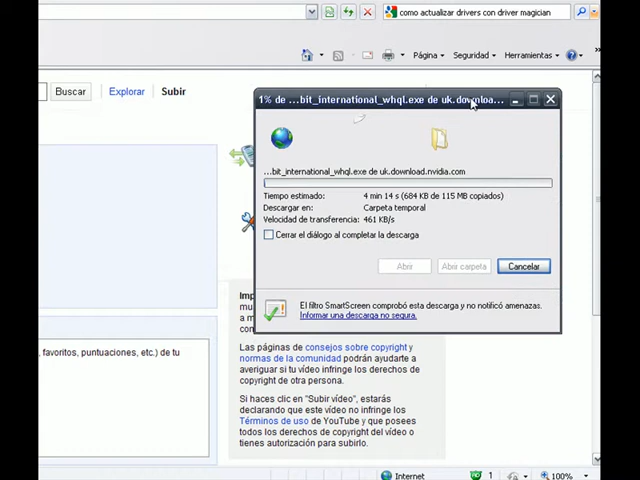 como actualizar drivers con driver magician
Página
Seguridad
Herramientas
Buscar
Explorar
Subir
1% de ...bit_international_whql.exe de uk.downloa...
...bit_international_whql.exe de uk.download.nvidia.com
Tiempo estimado: 4 min 14 s (684 KB de 115 MB copiados)
Descargar en: Carpeta temporal
Velocidad de transferencia: 461 KB/s
Cerrar el diálogo al completar la descarga
Abrir
Abrir carpeta
Cancelar
El filtro SmartScreen comprobó esta descarga y no notificó amenazas.
Informar una descarga no segura.
, favoritos, puntuaciones, etc.) de tu
Las páginas de consejos sobre copyright y
normas de la comunidad podrán ayudarte a
averiguar si tu vídeo infringe los derechos de
copyright de otra persona.
Si haces clic en "Subir vídeo", estarás
declarando que este vídeo no infringe los
Términos de uso de YouTube y que posees
todos los derechos de copyright del vídeo o
tienes autorización para subirlo.
Internet
1
100%